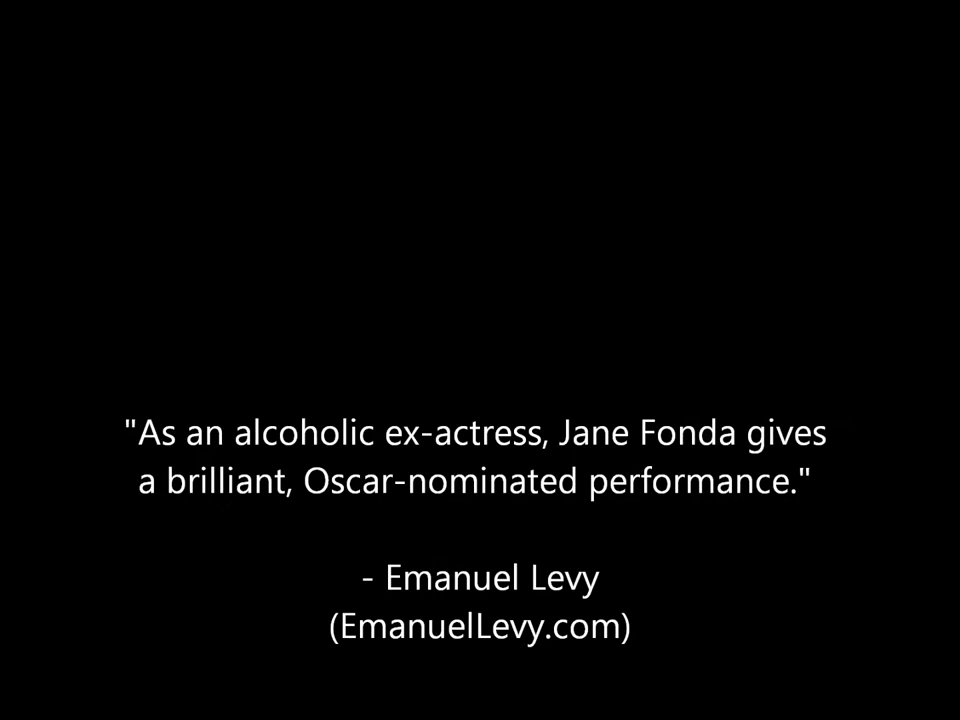 "As an alcoholic ex-actress, Jane Fonda gives
a brilliant, Oscar-nominated performance."
- Emanuel Levy
(EmanuelLevy.com)